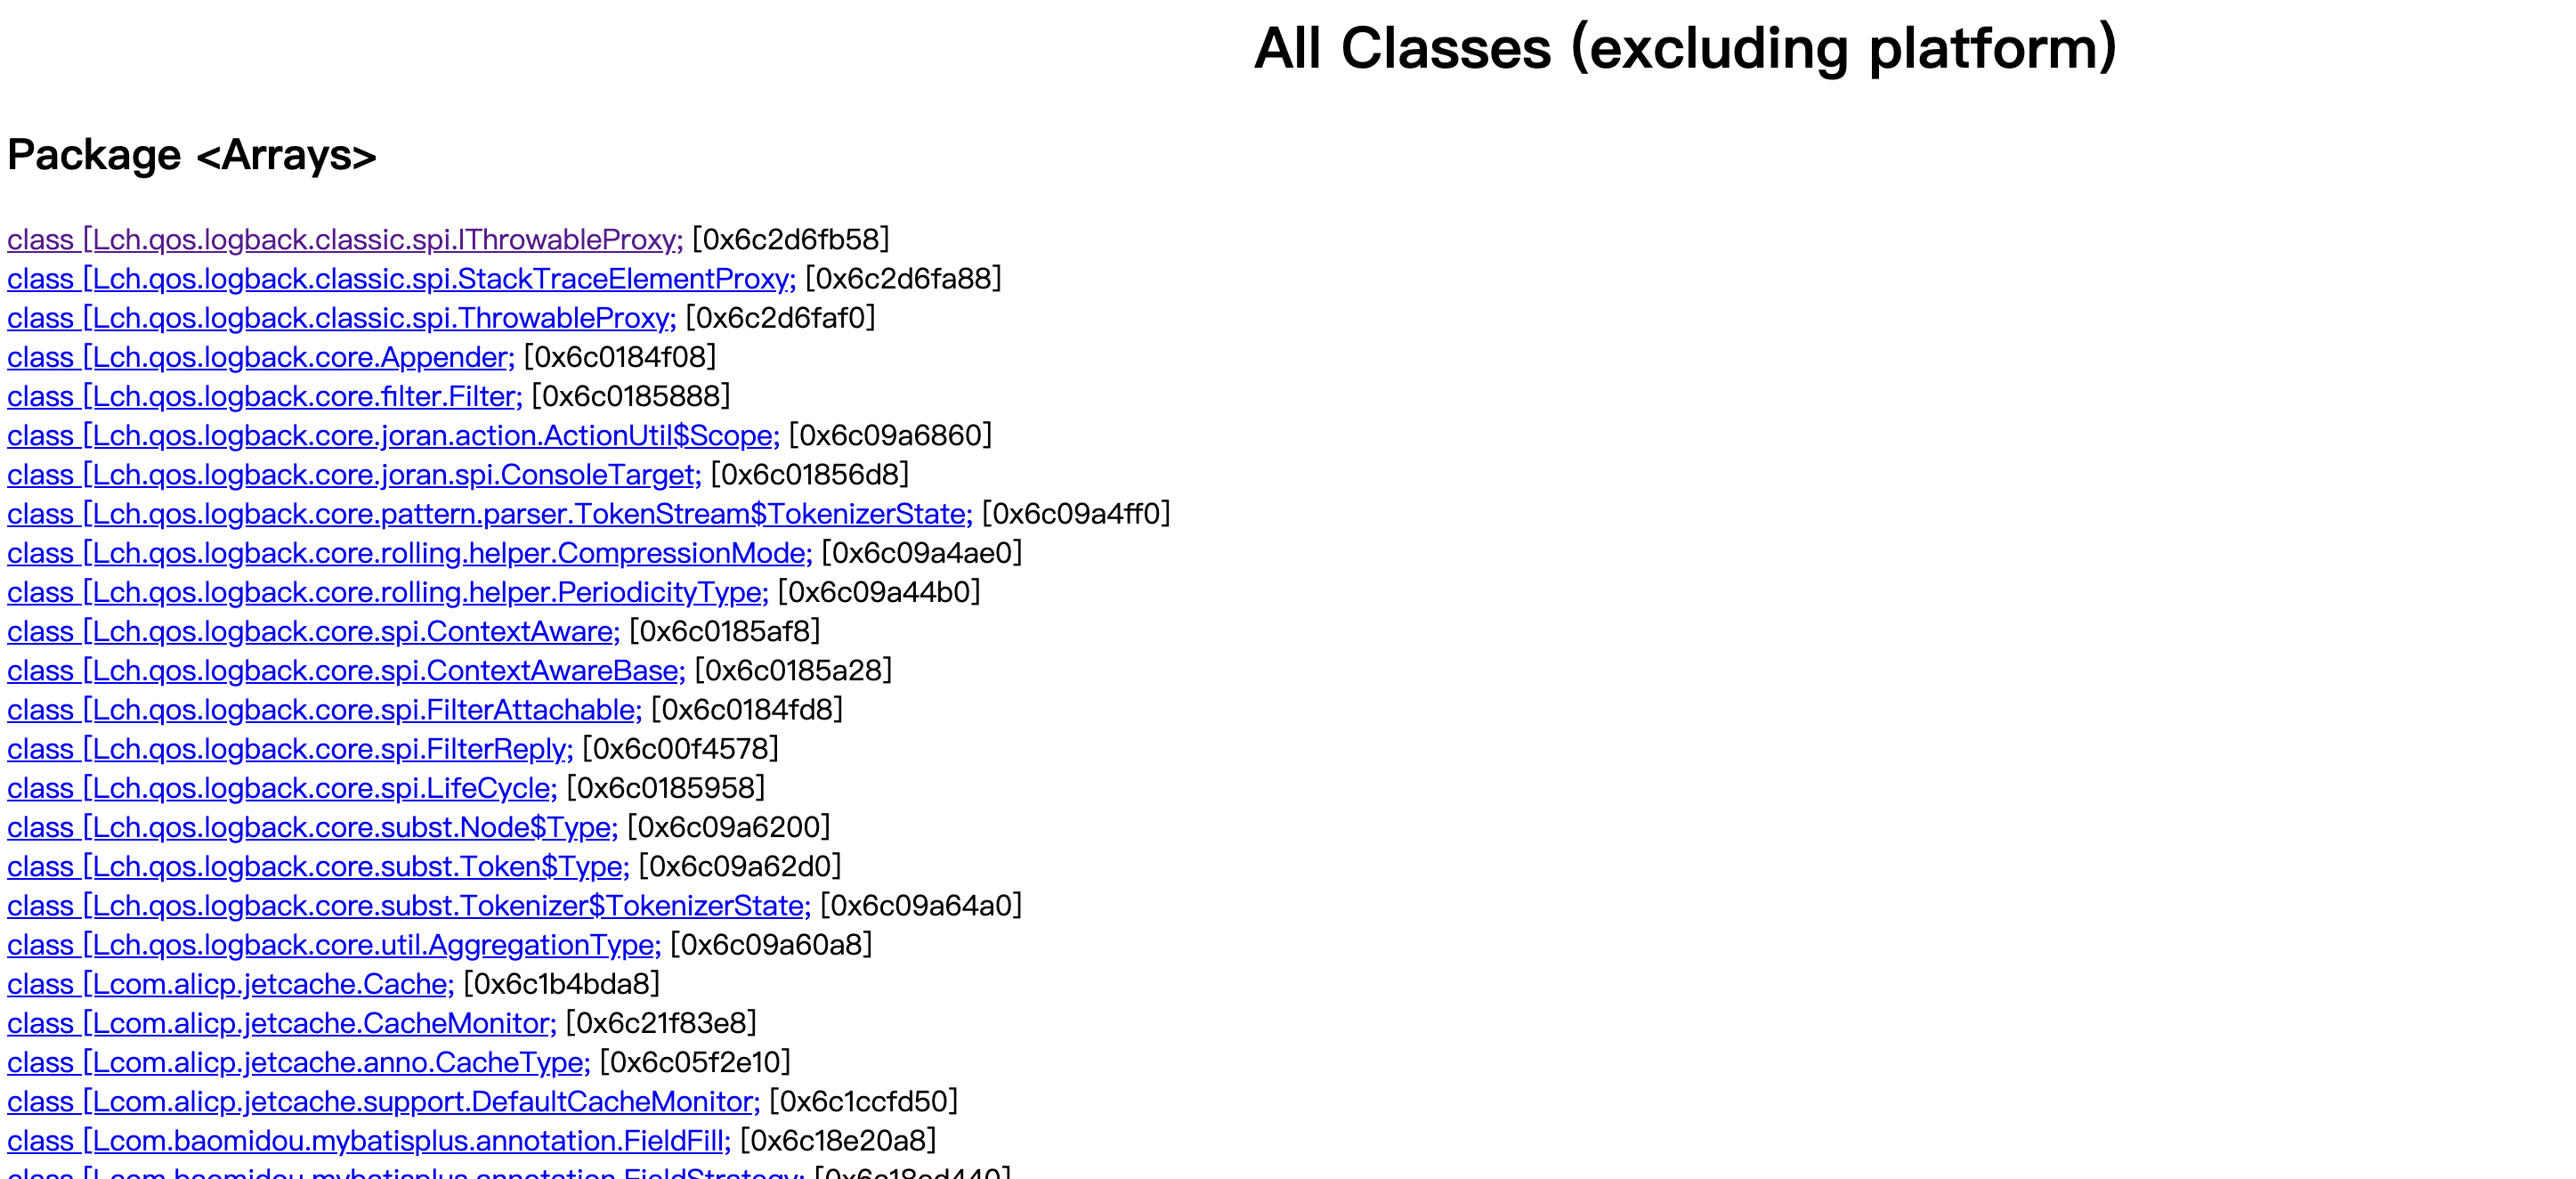 All Classes (excluding platform)
Package <Arrays>
class [Lch.qos.logback.classic.spi.IThrowableProxy; [0x6c2d6fb58]
class [Lch.qos.logback.classic.spi.StackTraceElementProxy; [0x6c2d6fa88]
class [Lch.qos.logback.classic.spi.ThrowableProxy; [0x6c2d6faf0]
class [Lch.qos.logback.core.Appender; [0x6c0184f08]
class [Lch.qos.logback.core.filter.Filter; [0x6c0185888]
class [Lch.qos.logback.core.joran.action.ActionUtil$Scope; [0x6c09a6860]
class [Lch.qos.logback.core.joran.spi.ConsoleTarget; [0x6c01856d8]
class [Lch.qos.logback.core.pattern.parser.TokenStream$TokenizerState; [0x6c09a4ff0]
class [Lch.qos.logback.core.rolling.helper.CompressionMode; [0x6c09a4ae0]
class [Lch.qos.logback.core.rolling.helper.PeriodicityType; [0x6c09a44b0]
class [Lch.qos.logback.core.spi.ContextAware; [0x6c0185af8]
class [Lch.qos.logback.core.spi.ContextAwareBase; [0x6c0185a28]
class [Lch.qos.logback.core.spi.FilterAttachable; [0x6c0184fd8]
class [Lch.qos.logback.core.spi.FilterReply; [0x6c00f4578]
class [Lch.qos.logback.core.spi.LifeCycle; [0x6c0185958]
class [Lch.qos.logback.core.subst.Node$Type; [0x6c09a6200]
class [Lch.qos.logback.core.subst.Token$Type; [0x6c09a62d0]
class [Lch.qos.logback.core.subst.Tokenizer$TokenizerState; [0x6c09a64a0]
class [Lch.qos.logback.core.util.AggregationType; [0x6c09a60a8]
class [Lcom.alicp.jetcache.Cache; [0x6c1b4bda8]
class [Lcom.alicp.jetcache.CacheMonitor; [0x6c21f83e8]
class [Lcom.alicp.jetcache.anno.CacheType; [0x6c05f2e10]
class [Lcom.alicp.jetcache.support.DefaultCacheMonitor; [0x6c1ccfd50]
class [Lcom.baomidou.mybatisplus.annotation.FieldFill; [0x6c18e20a8]
class [Lcom.baomidou.mybatisplus.annotation.FieldStrategy; [0x6c18cd440]